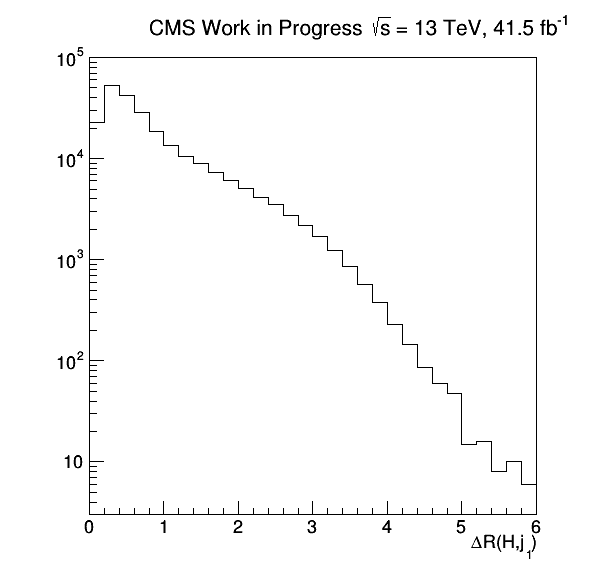 CMS Work in Progress √s = 13 TeV, 41.5 fb⁻¹
10⁵
10⁴
10³
10²
10
0 1 2 3 4 5 6
ΔR(H,j₁)